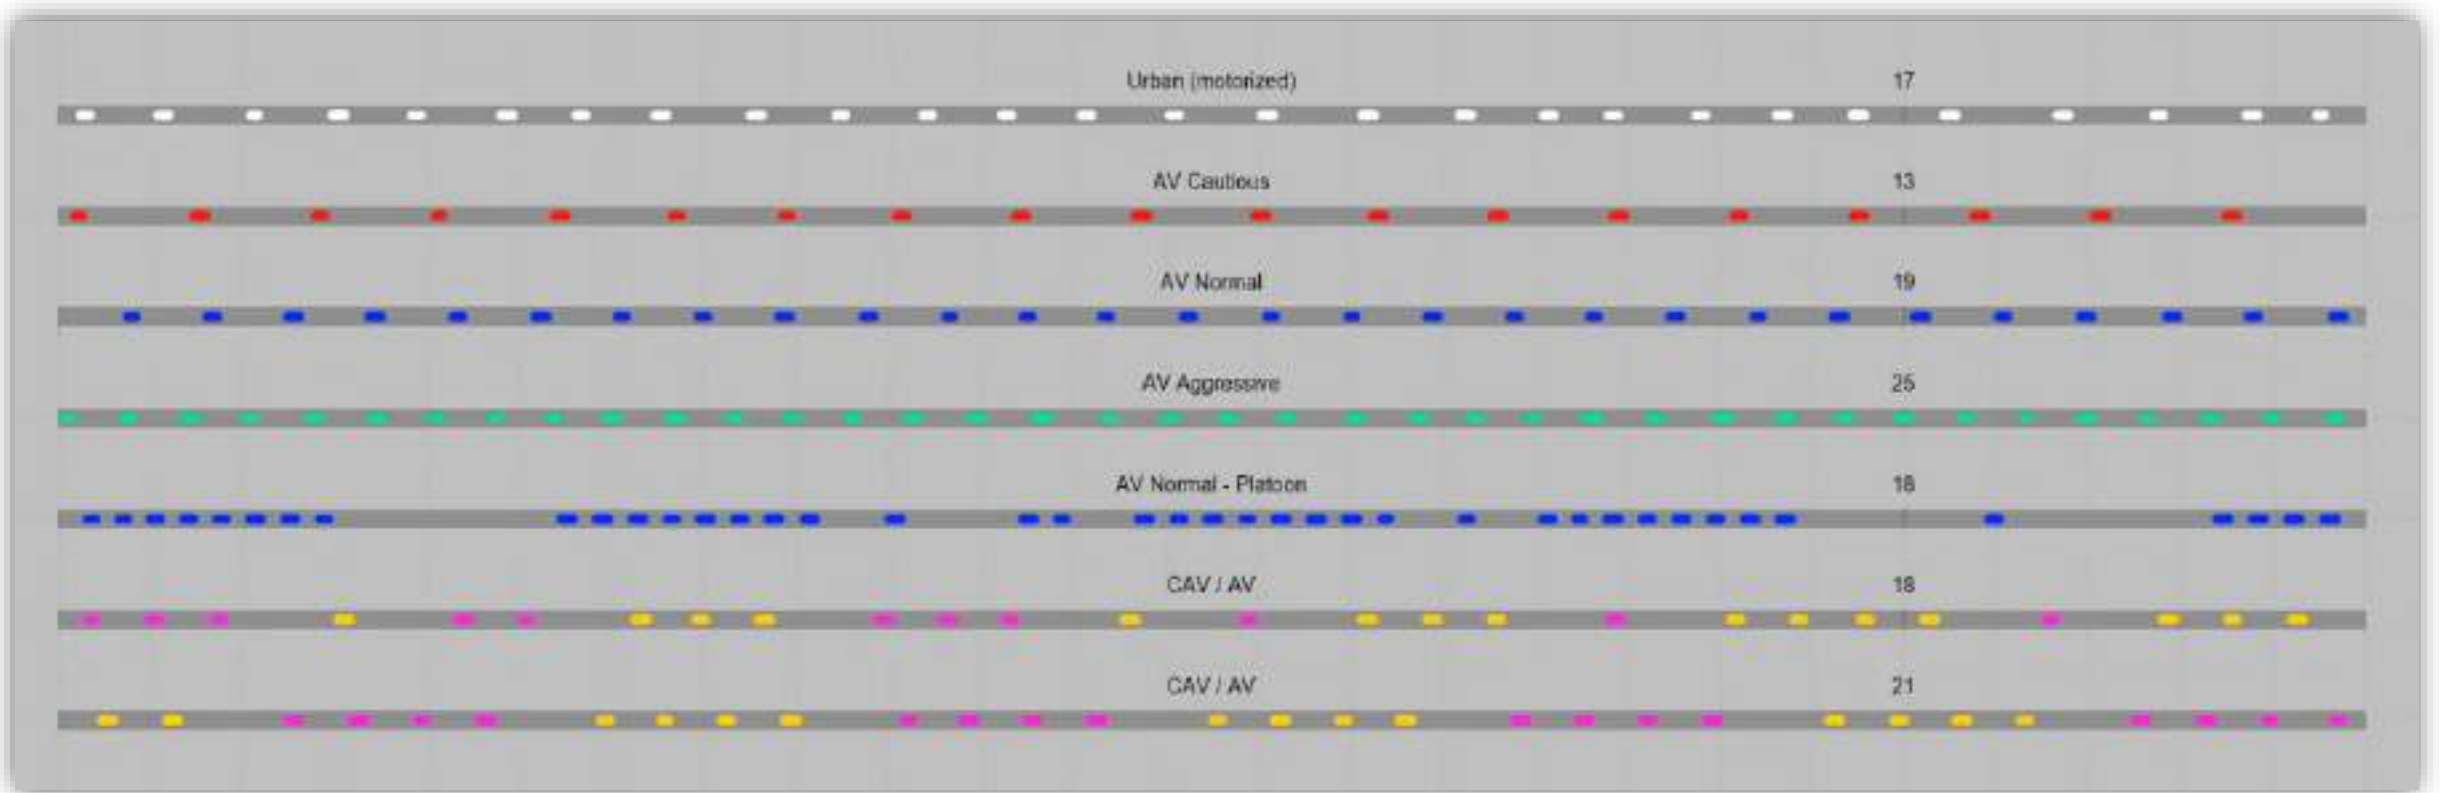 Urban (motorized) 17
AV Cautious 13
AV Normal 19
AV Aggressive 25
AV Normal - Platoon 18
CAV / AV 18
CAV / AV 21